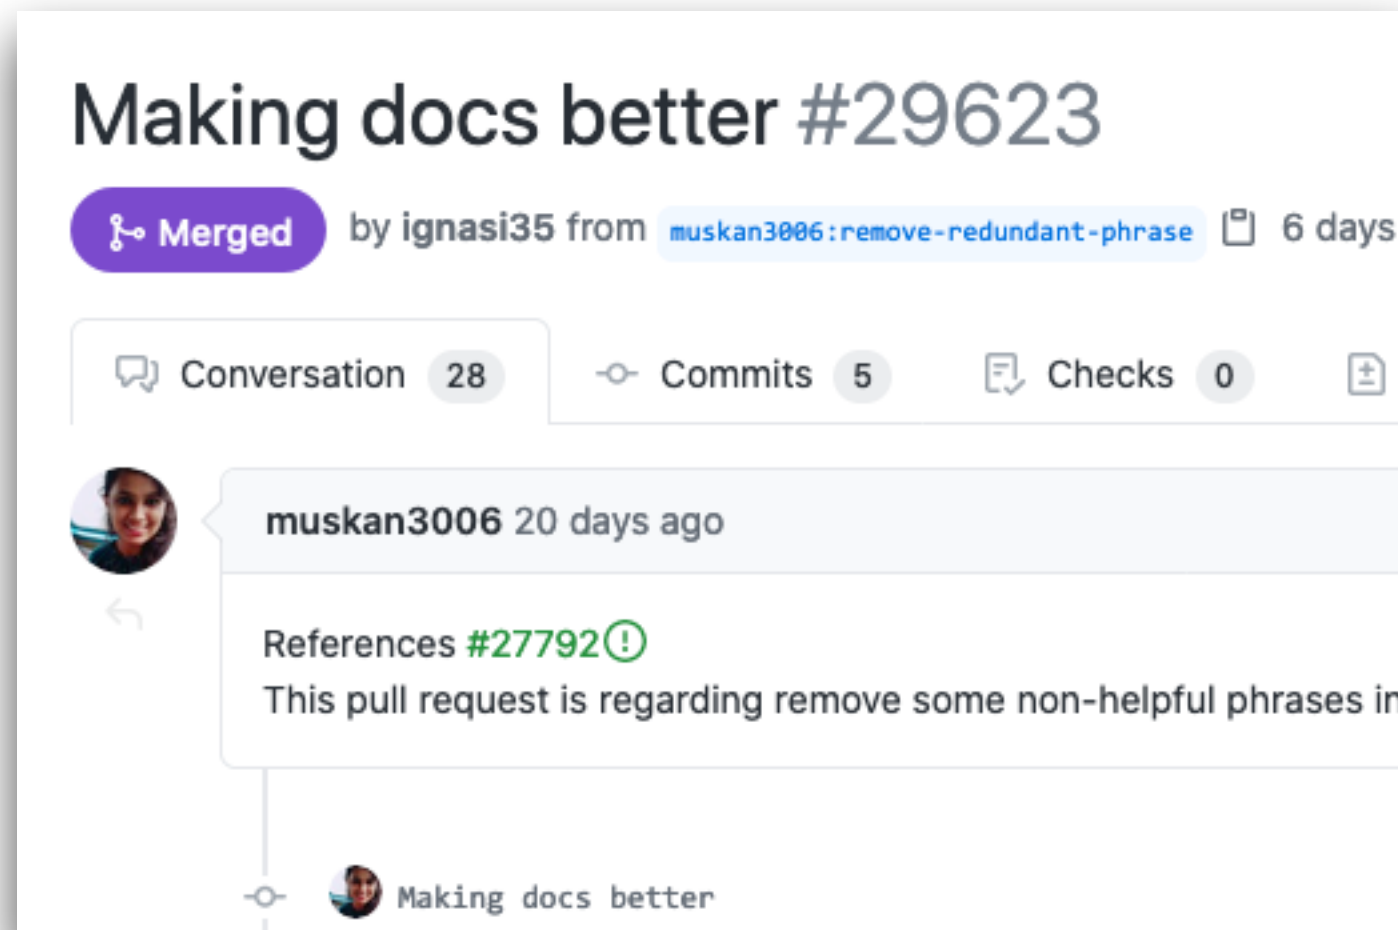 Making docs better #29623
Merged by ignasi35 from muskan3006:remove-redundant-phrase 6 days
Conversation 28 Commits 5 Checks 0
muskan3006 20 days ago
References #27792
This pull request is regarding remove some non-helpful phrases in
Making docs better